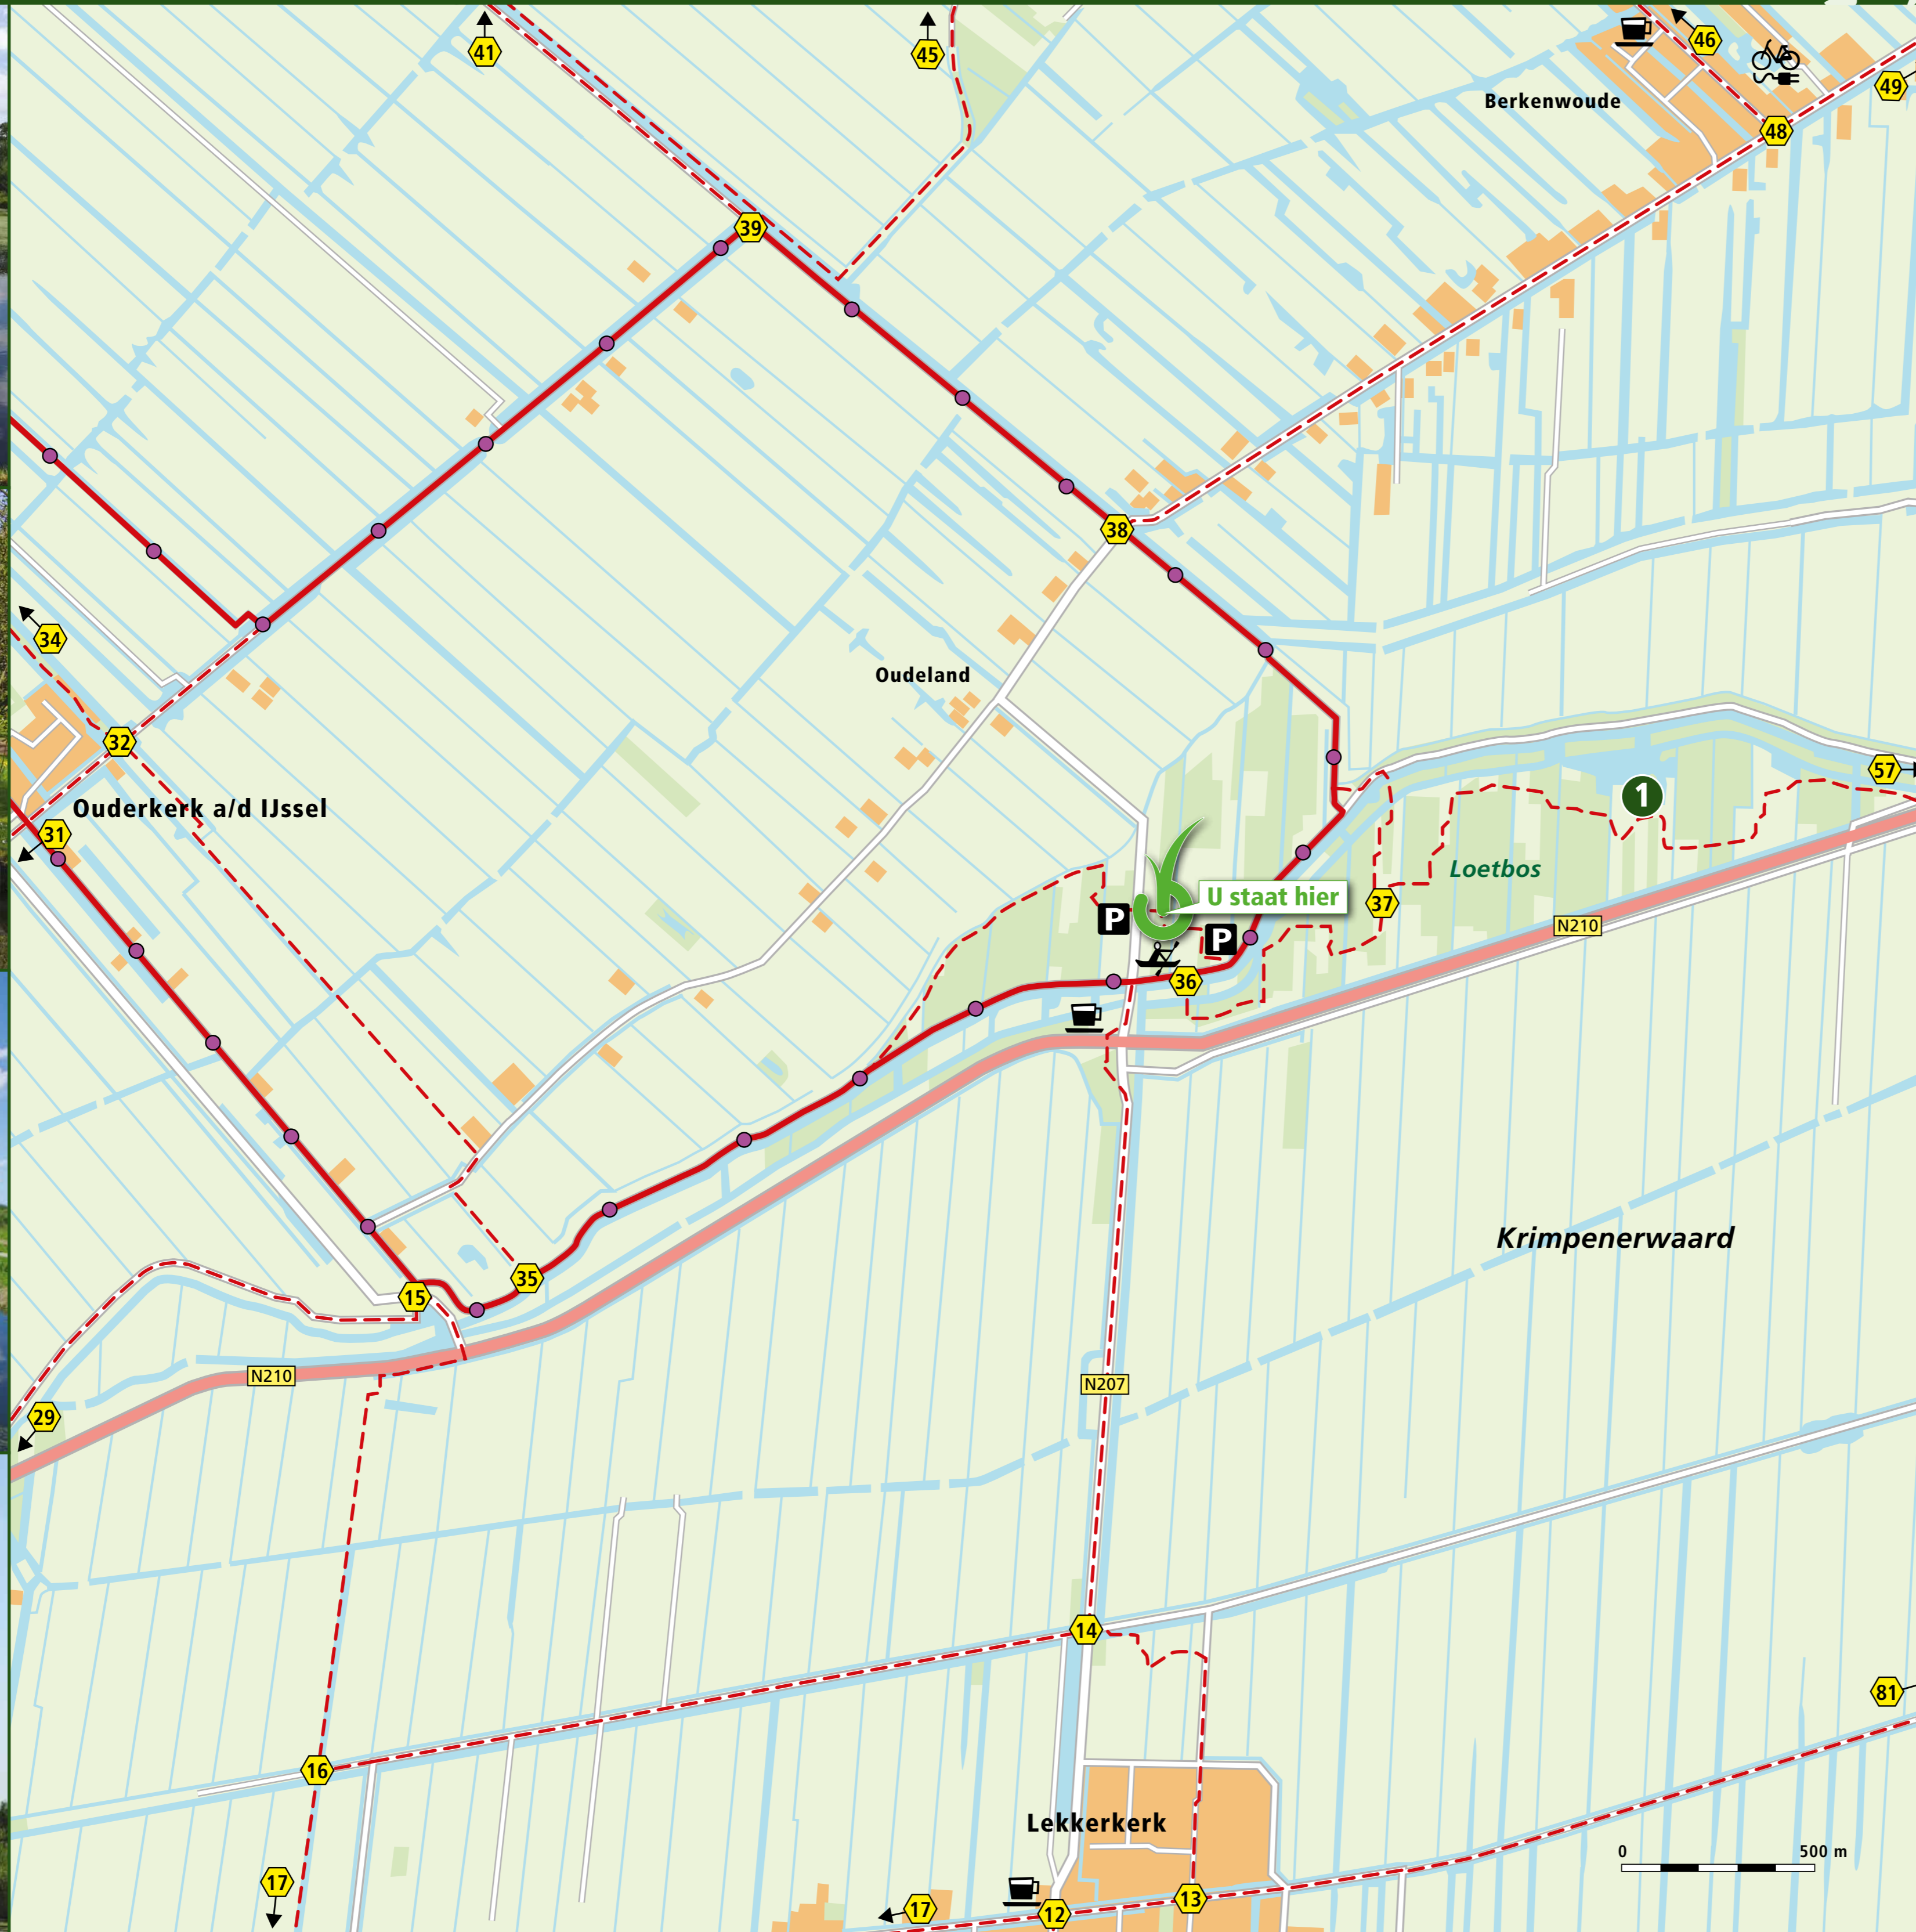 41
45
46
49
Berkenwoude
48
39
38
34
Oudeland
32
57
1
Ouderkerk a/d IJssel
31
Loetbos
U staat hier
37
P
P
N210
36
Krimpenerwaard
35
15
N210
N207
29
14
81
16
Lekkerkerk
0 500 m
17
17
13
12